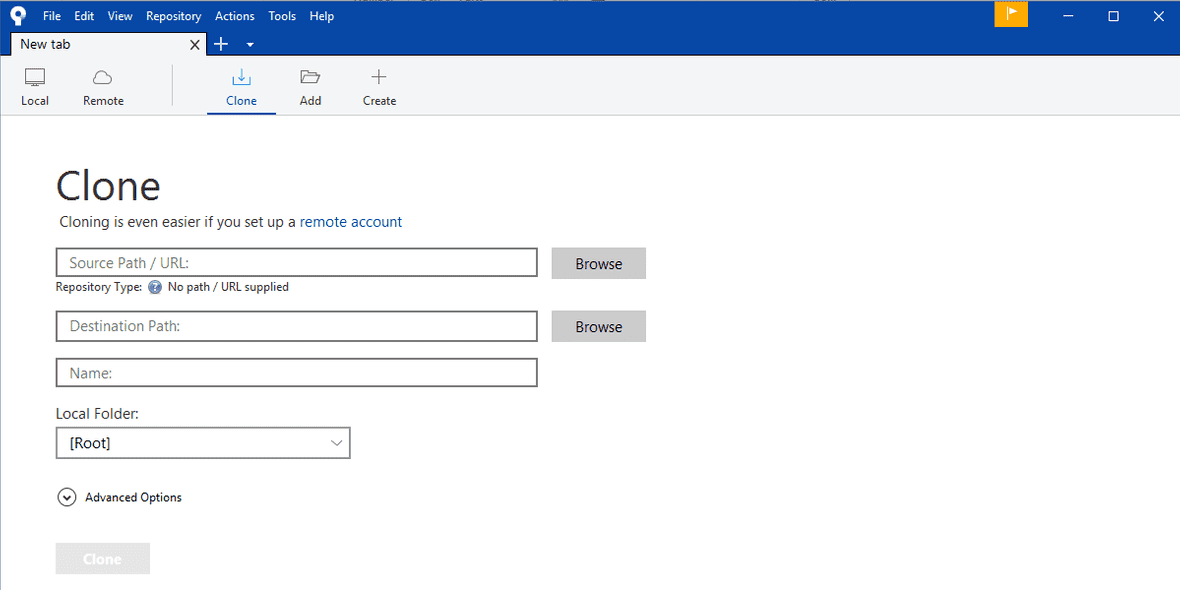 File Edit View Repository Actions Tools Help
New tab
Local Remote Clone Add Create
Clone
Cloning is even easier if you set up a remote account
Source Path / URL: Browse
Repository Type: ? No path / URL supplied
Destination Path: Browse
Name:
Local Folder:
[Root]
Advanced Options
Clone